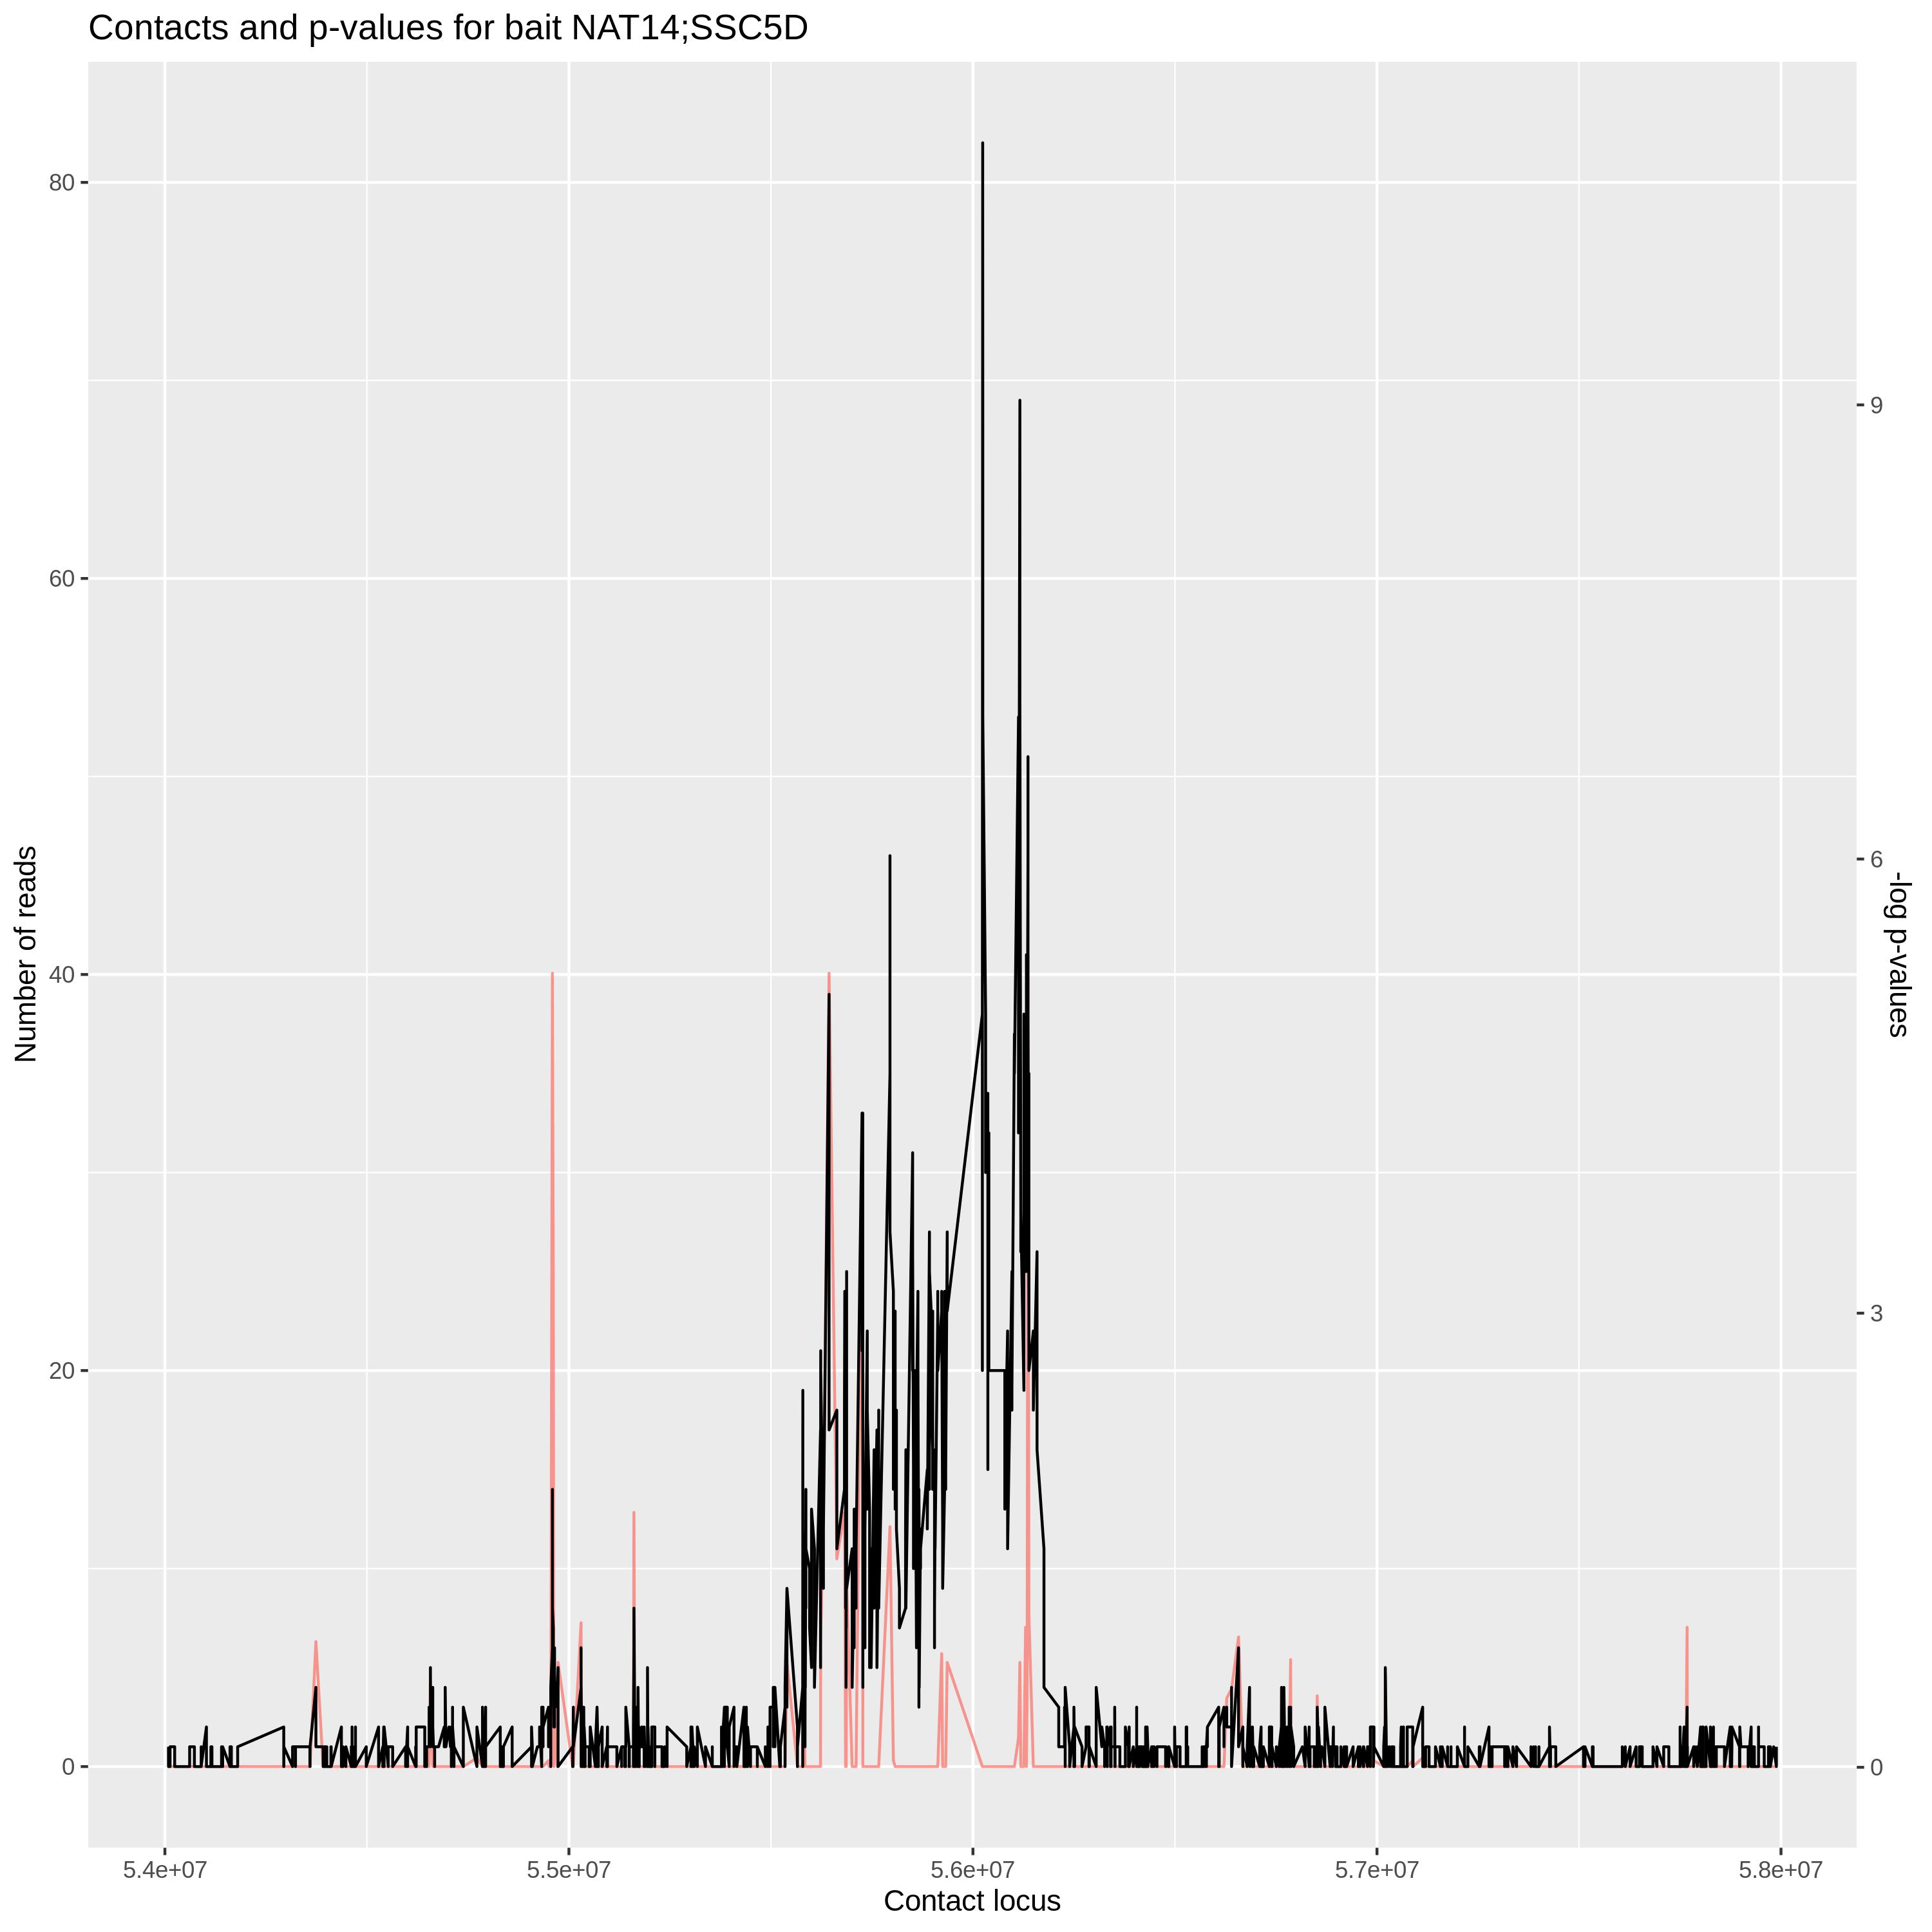 Contacts and p-values for bait NAT14;SSC5D
80
60
40
20
0
Number of reads
9
6
3
0
-log p-values
5.4e+07 5.5e+07 5.6e+07 5.7e+07 5.8e+07
Contact locus